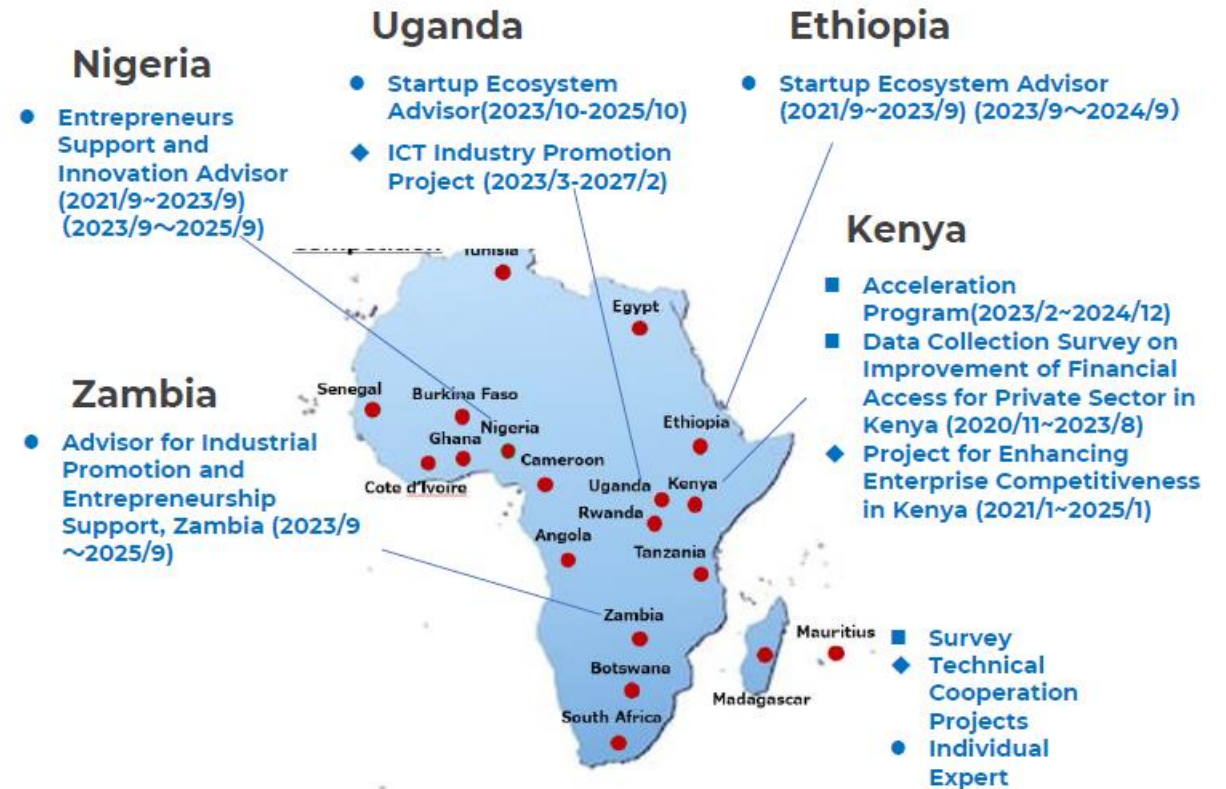 Uganda
Ethiopia
Nigeria
● Startup Ecosystem
Advisor(2023/10-2025/10)
◆ ICT Industry Promotion
Project (2023/3-2027/2)
● Startup Ecosystem Advisor
(2021/9~2023/9) (2023/9～2024/9)
● Entrepreneurs
Support and
Innovation Advisor
(2021/9~2023/9)
(2023/9～2025/9)
Kenya
■ Acceleration
Program(2023/2~2024/12)
■ Data Collection Survey on
Improvement of Financial
Access for Private Sector in
Kenya (2020/11~2023/8)
◆ Project for Enhancing
Enterprise Competitiveness
in Kenya (2021/1~2025/1)
Zambia
● Advisor for Industrial
Promotion and
Entrepreneurship
Support, Zambia (2023/9
～2025/9)
Tunisia
Egypt
Senegal
Burkina Faso
Nigeria
Ghana
Cameroon
Cote d'Ivoire
Ethiopia
Uganda
Kenya
Rwanda
Angola
Tanzania
Zambia
Botswana
South Africa
Mauritius
Madagascar
■ Survey
◆ Technical
Cooperation
Projects
● Individual
Expert